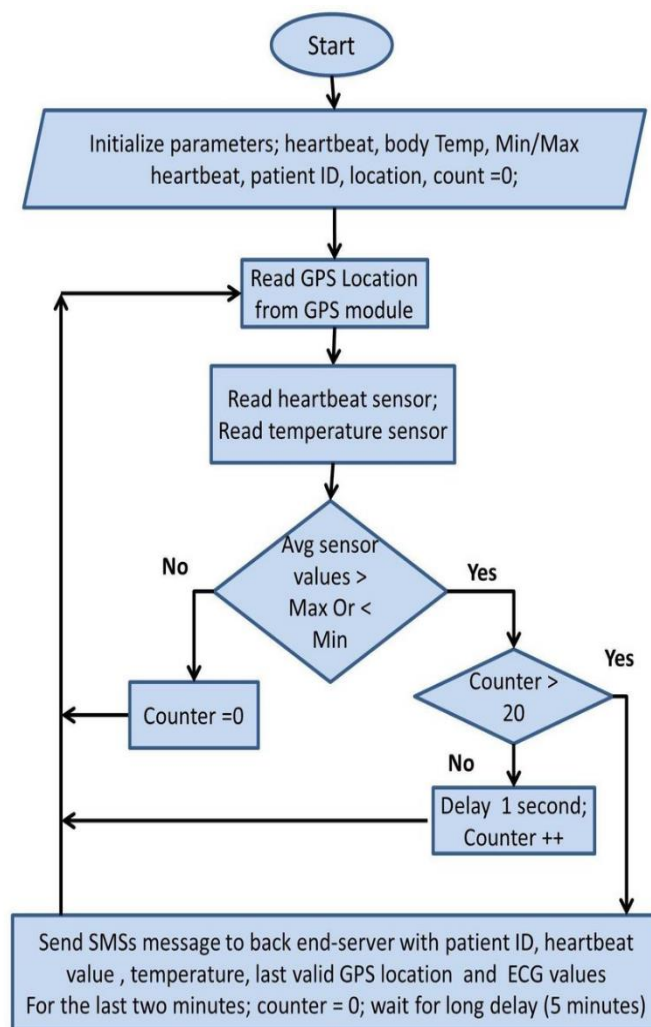 Start
Initialize parameters; heartbeat, body Temp, Min/Max
heartbeat, patient ID, location, count =0;
Read GPS Location
from GPS module
Read heartbeat sensor;
Read temperature sensor
Avg sensor
values >
Max Or <
Min
No
Yes
Counter =0
Counter >
20
Yes
No
Delay 1 second;
Counter ++
Send SMSs message to back end-server with patient ID, heartbeat
value , temperature, last valid GPS location and ECG values
For the last two minutes; counter = 0; wait for long delay (5 minutes)